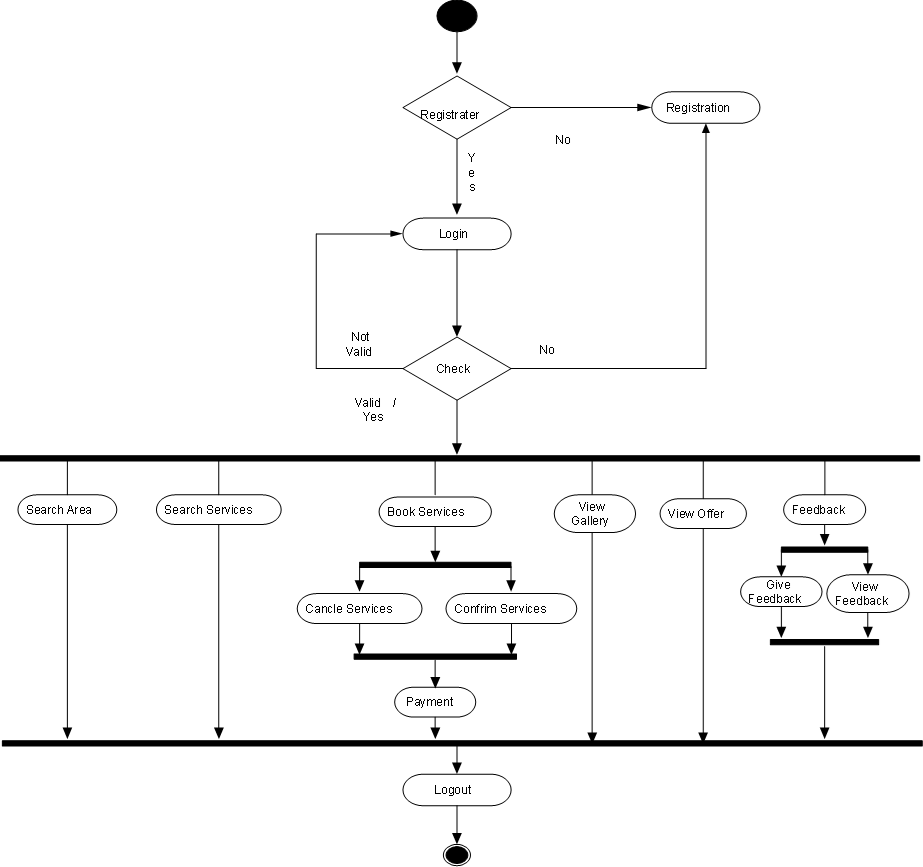 Registrater
Registration
No
Y
e
s
Login
Not
Valid
No
Check
Valid /
Yes
Search Area
Search Services
Book Services
View
Gallery
View Offer
Feedback
Cancle Services
Confrim Services
Give
Feedback
View
Feedback
Payment
Logout